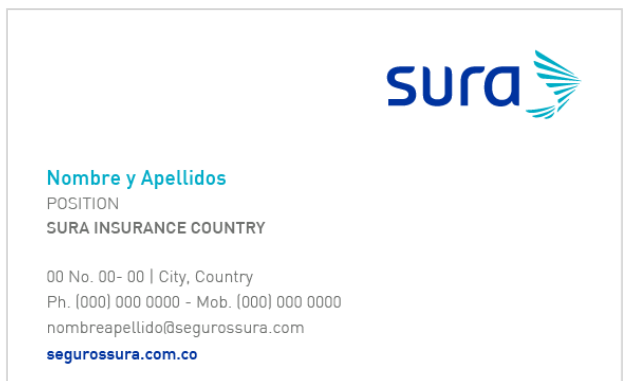 sura
Nombre y Apellidos
POSITION
SURA INSURANCE COUNTRY
00 No. 00- 00 | City, Country
Ph. (000) 000 0000 - Mob. (000) 000 0000
nombreapellido@segurossura.com
segurossura.com.co